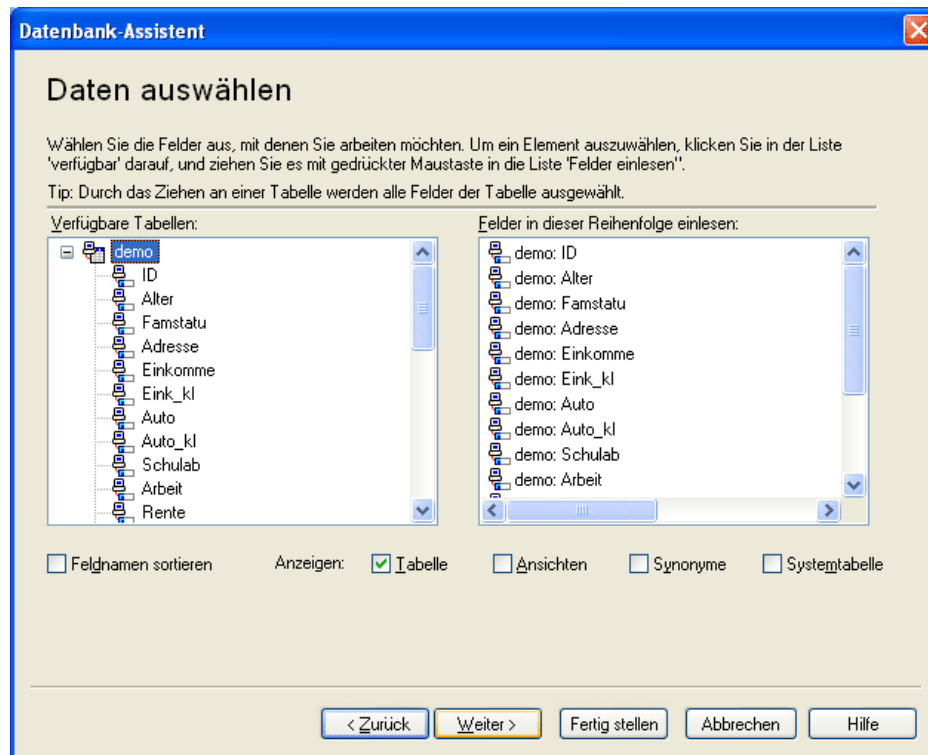 Datenbank-Assistent
Daten auswählen
Wählen Sie die Felder aus, mit denen Sie arbeiten möchten. Um ein Element auszuwählen, klicken Sie in der Liste
'verfügbar' darauf, und ziehen Sie es mit gedrückter Maustaste in die Liste 'Felder einlesen''.
Tip: Durch das Ziehen an einer Tabelle werden alle Felder der Tabelle ausgewählt.
Verfügbare Tabellen:
demo
ID
Alter
Famstatu
Adresse
Einkomme
Eink_kl
Auto
Auto_kl
Schulab
Arbeit
Rente
Felder in dieser Reihenfolge einlesen:
demo: ID
demo: Alter
demo: Famstatu
demo: Adresse
demo: Einkomme
demo: Eink_kl
demo: Auto
demo: Auto_kl
demo: Schulab
demo: Arbeit
Feldnamen sortieren Anzeigen: Tabelle Ansichten Synonyme Systemtabelle
< Zurück Weiter > Fertig stellen Abbrechen Hilfe